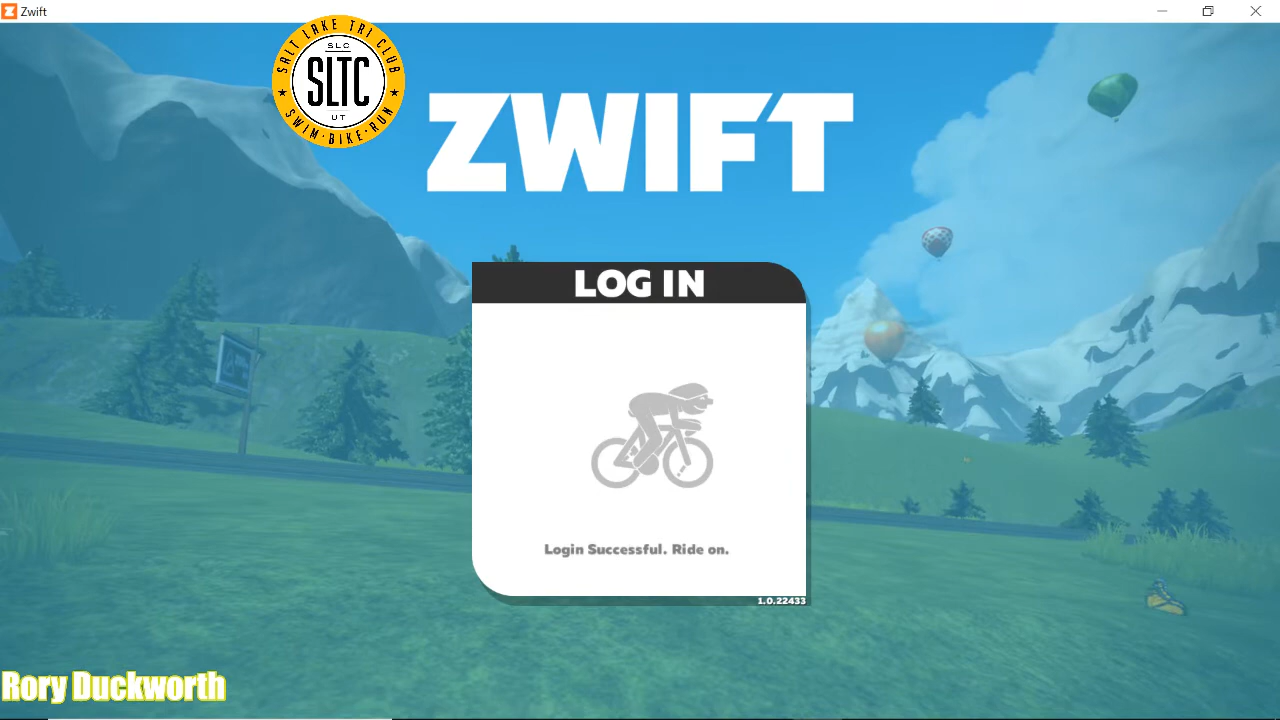 Zwift
SALT LAKE TRI CLUB
SLC
SLTC
UT
SWIM·BIKE·RUN
ZWIFT
LOG IN
Login Successful. Ride on.
1.0.22433
Rory Duckworth